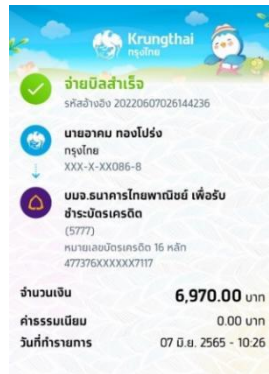 Krungthai
กรุงไทย
จ่ายบิลสำเร็จ
รหัสอ้างอิง 20220607026144236
นายอาคม ทองโปร่ง
กรุงไทย
XXX-X-XX086-8
บมจ.ธนาคารไทยพาณิชย์ เพื่อรับ
ชำระบัตรเครดิต
(5777)
หมายเลขบัตรเครดิต 16 หลัก
477376XXXXXX7117
จำนวนเงิน 6,970.00 บาท
ค่าธรรมเนียม 0.00 บาท
วันที่ทำรายการ 07 มิ.ย. 2565 - 10:26